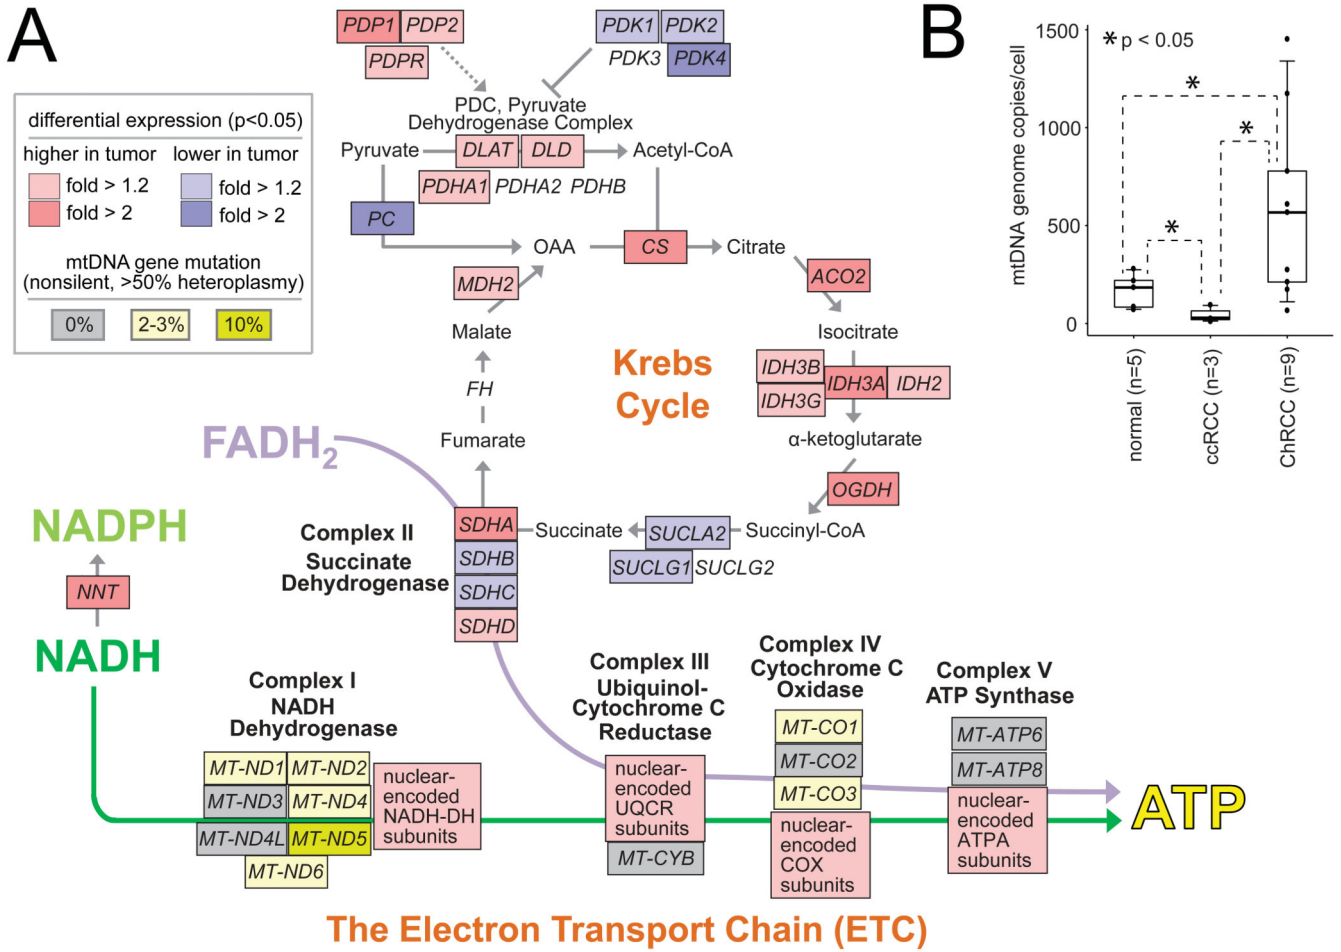 A
B
PDP1 PDP2
PDPR
PDK1 PDK2
PDK3 PDK4
PDC, Pyruvate
Dehydrogenase Complex
Pyruvate DLAT DLD Acetyl-CoA
PDHA1 PDHA2 PDHB
PC
OAA CS Citrate
MDH2 ACO2
Malate Isocitrate
FH
Fumarate
IDH3B IDH3A IDH2
IDH3G
α-ketoglutarate
OGDH
Succinyl-CoA
SUCLA2
SUCLG1 SUCLG2
Succinate
Krebs
Cycle
differential expression (p<0.05)
higher in tumor lower in tumor
fold > 1.2 fold > 1.2
fold > 2 fold > 2
mtDNA gene mutation
(nonsilent, >50% heteroplasmy)
0% 2-3% 10%
FADH2
NADPH
NNT
NADH
Complex II
Succinate
Dehydrogenase
SDHA
SDHB
SDHC
SDHD
Complex I
NADH
Dehydrogenase
MT-ND1 MT-ND2
MT-ND3 MT-ND4
MT-ND4L MT-ND5
MT-ND6
nuclear-
encoded
NADH-DH
subunits
Complex III
Ubiquinol-
Cytochrome C
Reductase
nuclear-
encoded
UQCR
subunits
MT-CYB
Complex IV
Cytochrome C
Oxidase
MT-CO1
MT-CO2
MT-CO3
nuclear-
encoded
COX
subunits
Complex V
ATP Synthase
MT-ATP6
MT-ATP8
nuclear-
encoded
ATPA
subunits
ATP
The Electron Transport Chain (ETC)
mtDNA genome copies/cell
1500
1000
500
0
* p < 0.05
*
*
*
normal (n=5)
ccRCC (n=3)
ChRCC (n=9)